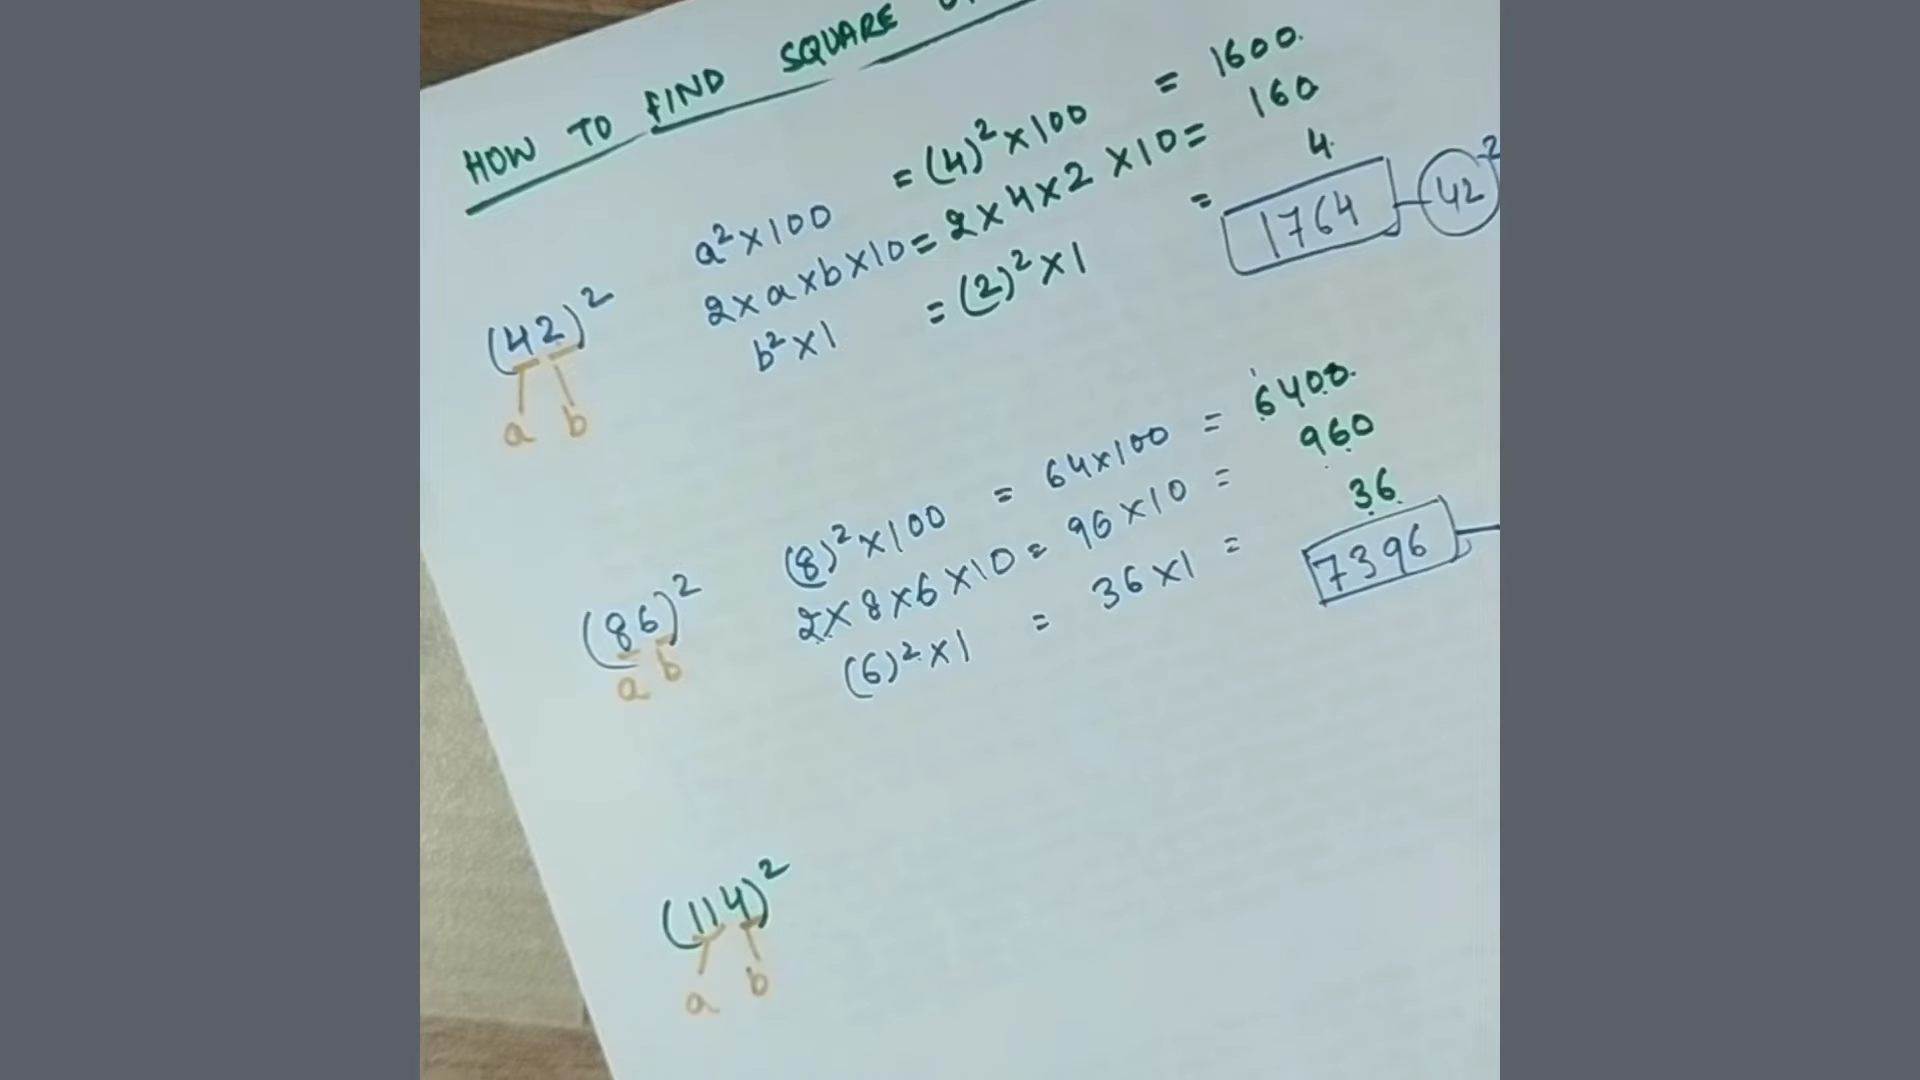 HOW TO FIND SQUARE
(42)²
a b
a² × 100 = (4)² × 100 = 1600.
2 × a × b × 10 = 2 × 4 × 2 × 10 = 160
b² × 1 = (2)² × 1 = 4
1764 42²
(86)²
a b
(8)² × 100 = 64 × 100 = 6400.
2 × 8 × 6 × 10 = 96 × 10 = 960
(6)² × 1 = 36 × 1 = 36
7396
(114)²
a b